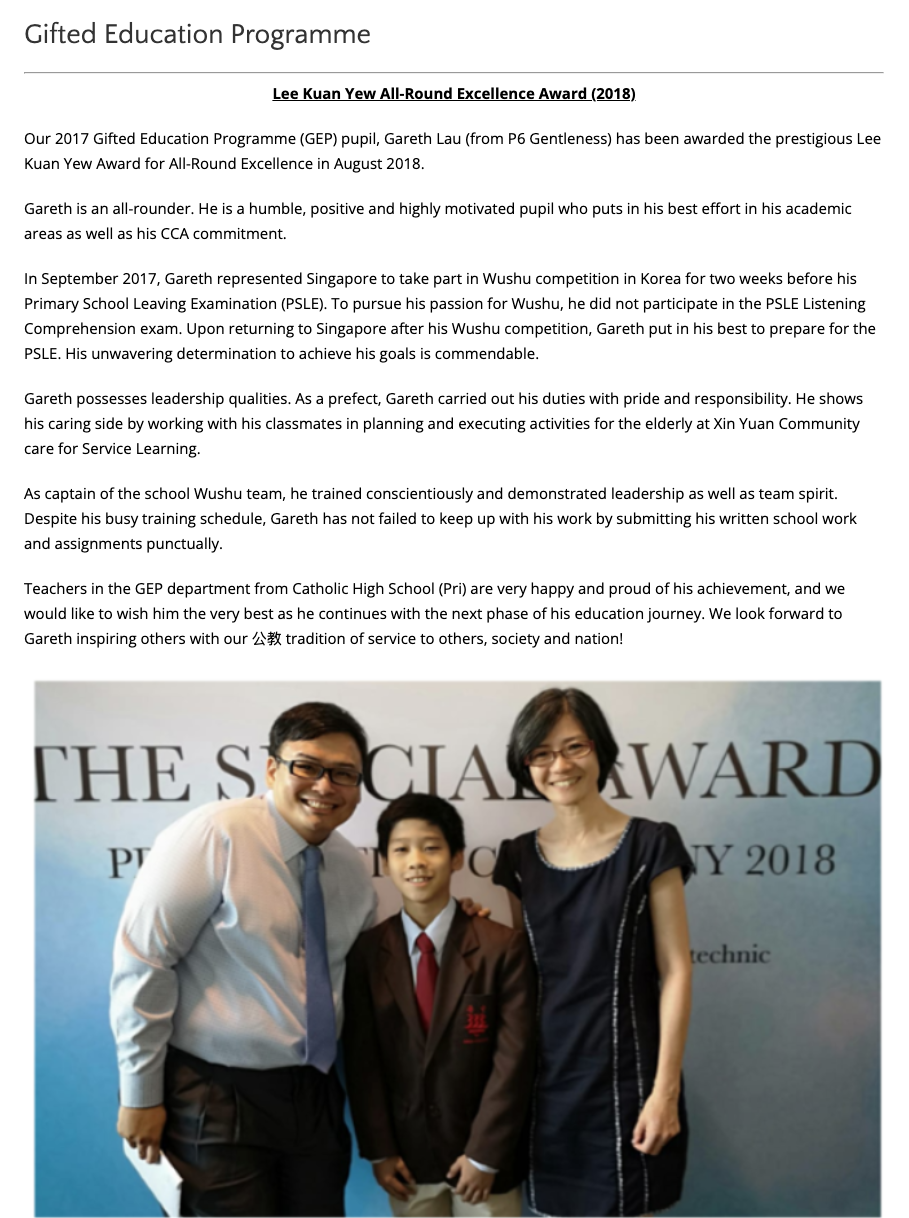 Gifted Education Programme
Lee Kuan Yew All-Round Excellence Award (2018)
Our 2017 Gifted Education Programme (GEP) pupil, Gareth Lau (from P6 Gentleness) has been awarded the prestigious Lee
Kuan Yew Award for All-Round Excellence in August 2018.
Gareth is an all-rounder. He is a humble, positive and highly motivated pupil who puts in his best effort in his academic
areas as well as his CCA commitment.
In September 2017, Gareth represented Singapore to take part in Wushu competition in Korea for two weeks before his
Primary School Leaving Examination (PSLE). To pursue his passion for Wushu, he did not participate in the PSLE Listening
Comprehension exam. Upon returning to Singapore after his Wushu competition, Gareth put in his best to prepare for the
PSLE. His unwavering determination to achieve his goals is commendable.
Gareth possesses leadership qualities. As a prefect, Gareth carried out his duties with pride and responsibility. He shows
his caring side by working with his classmates in planning and executing activities for the elderly at Xin Yuan Community
care for Service Learning.
As captain of the school Wushu team, he trained conscientiously and demonstrated leadership as well as team spirit.
Despite his busy training schedule, Gareth has not failed to keep up with his work by submitting his written school work
and assignments punctually.
Teachers in the GEP department from Catholic High School (Pri) are very happy and proud of his achievement, and we
would like to wish him the very best as he continues with the next phase of his education journey. We look forward to
Gareth inspiring others with our 公教 tradition of service to others, society and nation!
THE S CIAL AWARD
2018
technic